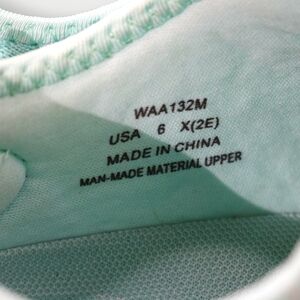 WAA132M
USA 6 X(2E)
MADE IN CHINA
MAN-MADE MATERIAL UPPER